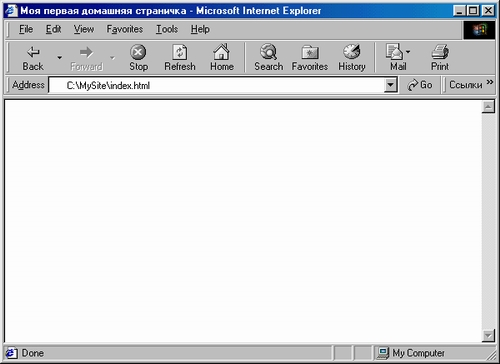 Моя первая домашняя страничка - Microsoft Internet Explorer
File Edit View Favorites Tools Help
Back Forward Stop Refresh Home Search Favorites History Mail Print
Address C:\MySite\index.html Go Ссылки »
Done My Computer